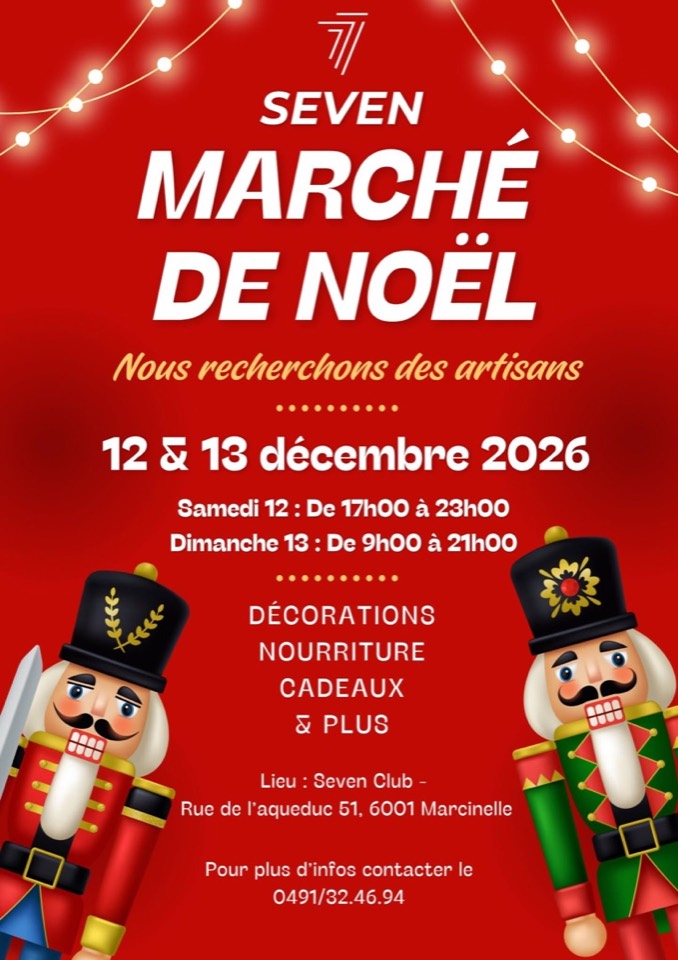 SEVEN
MARCHÉ
DE NOËL
Nous recherchons des artisans
12 & 13 décembre 2026
Samedi 12 : De 17h00 à 23h00
Dimanche 13 : De 9h00 à 21h00
DÉCORATIONS
NOURRITURE
CADEAUX
& PLUS
Lieu : Seven Club -
Rue de l'aqueduc 51, 6001 Marcinelle
Pour plus d'infos contacter le
0491/32.46.94